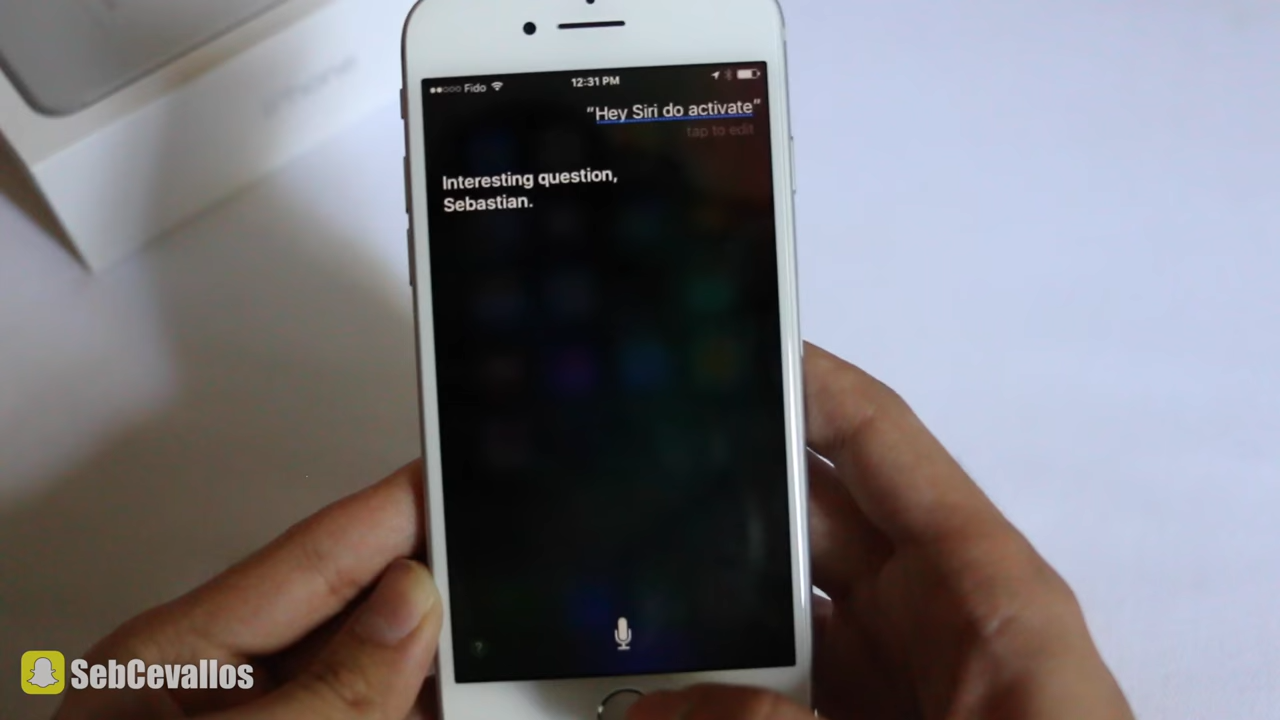 Fido 12:31 PM
“Hey Siri do activate“
tap to edit
Interesting question,
Sebastian.
?
SebCevallos